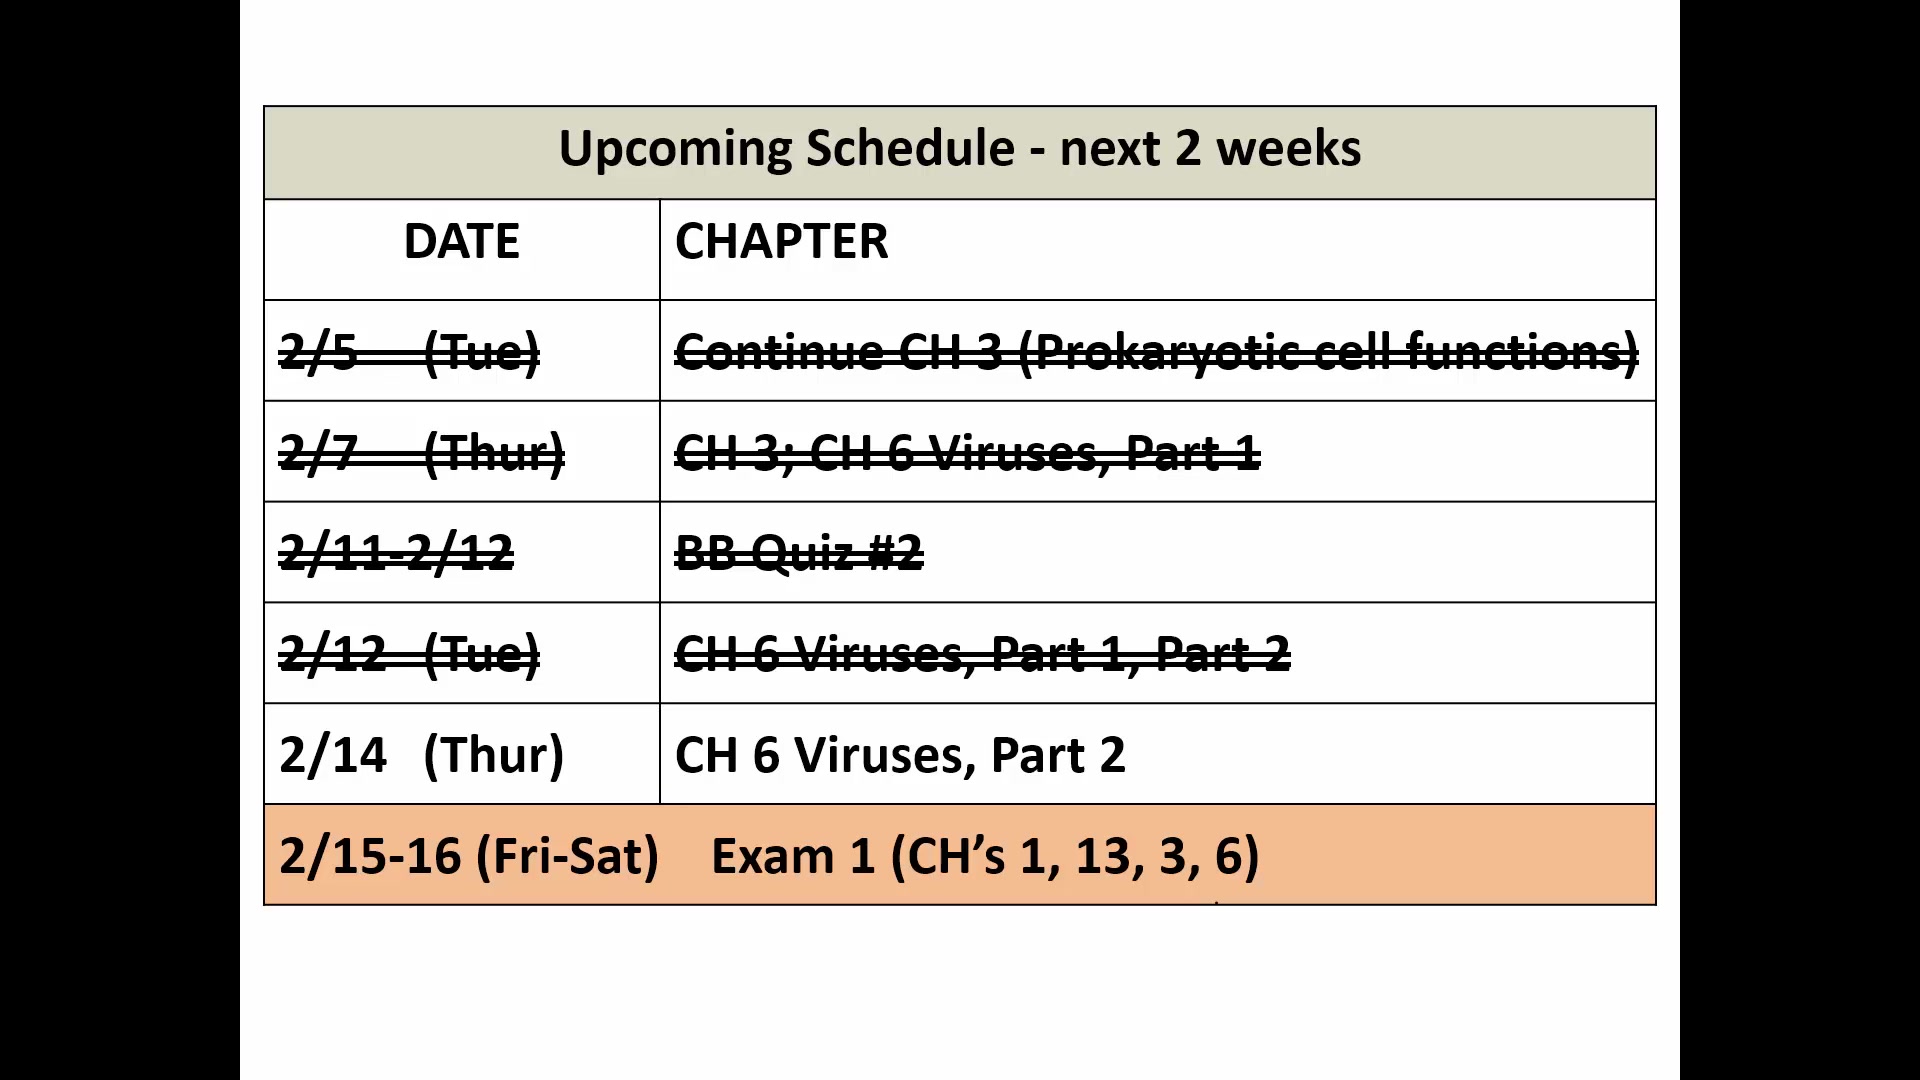 Upcoming Schedule - next 2 weeks
DATE CHAPTER
2/5 (Tue) Continue CH 3 (Prokaryotic cell functions)
2/7 (Thur) CH 3; CH 6 Viruses, Part 1
2/11-2/12 BB Quiz #2
2/12 (Tue) CH 6 Viruses, Part 1, Part 2
2/14 (Thur) CH 6 Viruses, Part 2
2/15-16 (Fri-Sat) Exam 1 (CH’s 1, 13, 3, 6)